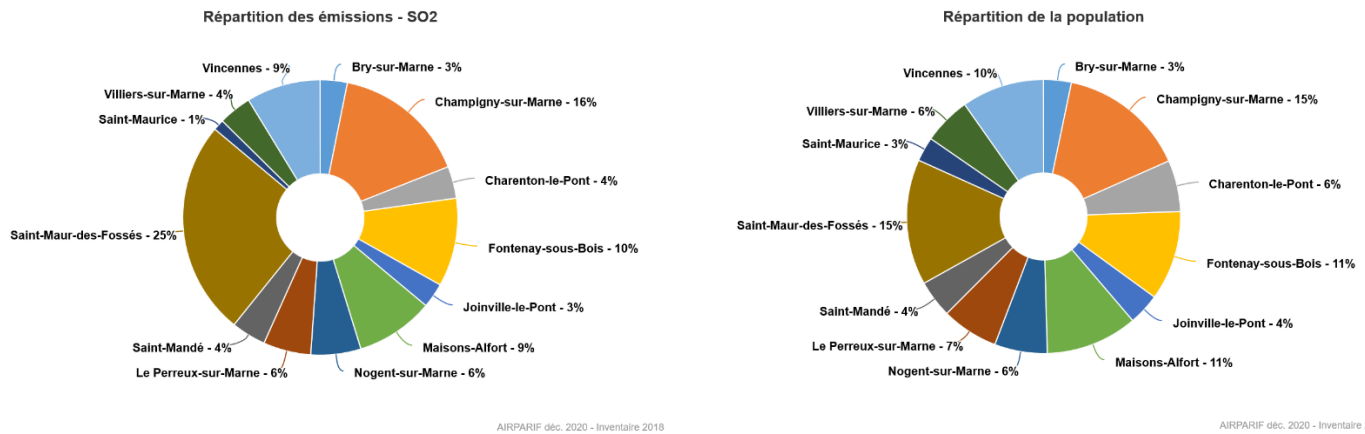 Répartition des émissions - SO2
Vincennes - 9%
Bry-sur-Marne - 3%
Villiers-sur-Marne - 4%
Champigny-sur-Marne - 16%
Saint-Maurice - 1%
Charenton-le-Pont - 4%
Saint-Maur-des-Fossés - 25%
Fontenay-sous-Bois - 10%
Joinville-le-Pont - 3%
Saint-Mandé - 4%
Maisons-Alfort - 9%
Le Perreux-sur-Marne - 6%
Nogent-sur-Marne - 6%
AIRPARIF déc. 2020 - Inventaire 2018
Répartition de la population
Vincennes - 10%
Bry-sur-Marne - 3%
Villiers-sur-Marne - 6%
Champigny-sur-Marne - 15%
Saint-Maurice - 3%
Charenton-le-Pont - 6%
Saint-Maur-des-Fossés - 15%
Fontenay-sous-Bois - 11%
Saint-Mandé - 4%
Joinville-le-Pont - 4%
Le Perreux-sur-Marne - 7%
Maisons-Alfort - 11%
Nogent-sur-Marne - 6%
AIRPARIF déc. 2020 - Inventaire